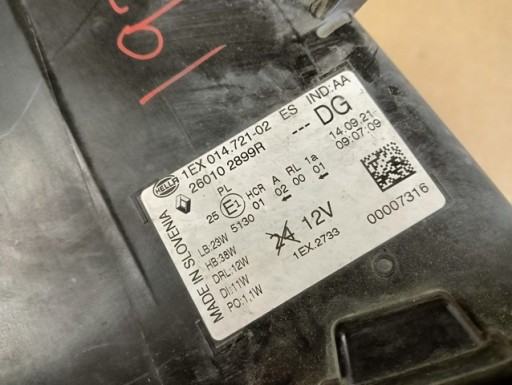 HELLA 1EX 014.721-02 ES IND:AA
26010 2899R --- DG
14.09.21
09:07:09
PL
25 E1 HCR A RL 1a
5130 01 02 00 01
LB:23W
HB:38W
DRL:12W
DI:11W
PO:1,1W
24 12V
1EX.2733
00007316
MADE IN SLOVENIA